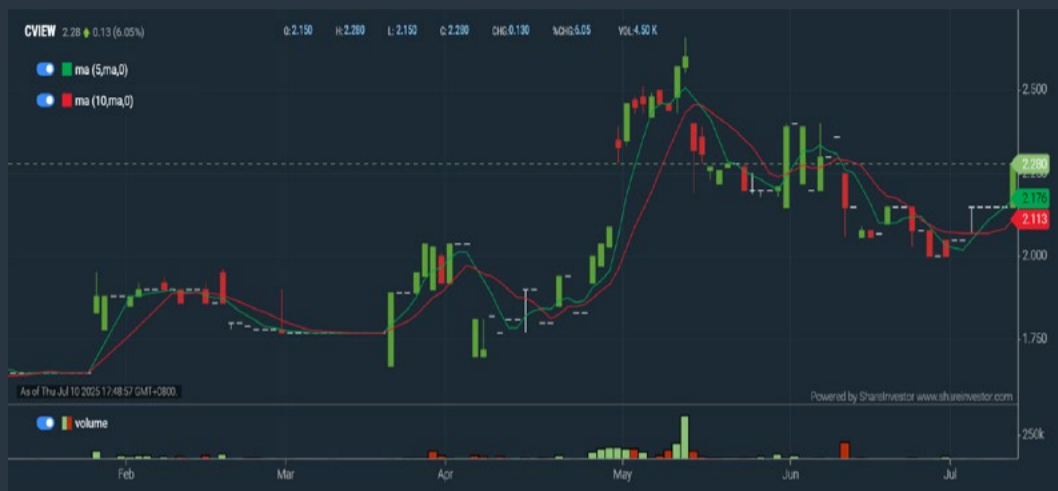 CVIEW 2.28 0.13 (6.05%) O:2.150 H:2.280 L: 2.150 C: 2.280 CHG:0.130 %CHG:6.05 VOL:4.50 K
ma (5,ma,0)
ma (10,ma,0)
2.500
2.280
2.176
2.113
2.000
1.750
As of Thu Jul 10 2025 17:48:57 GMT+0800.
Powered by ShareInvestor www.shareinvestor.com
volume
250k
Feb Mar Apr May Jun Jul